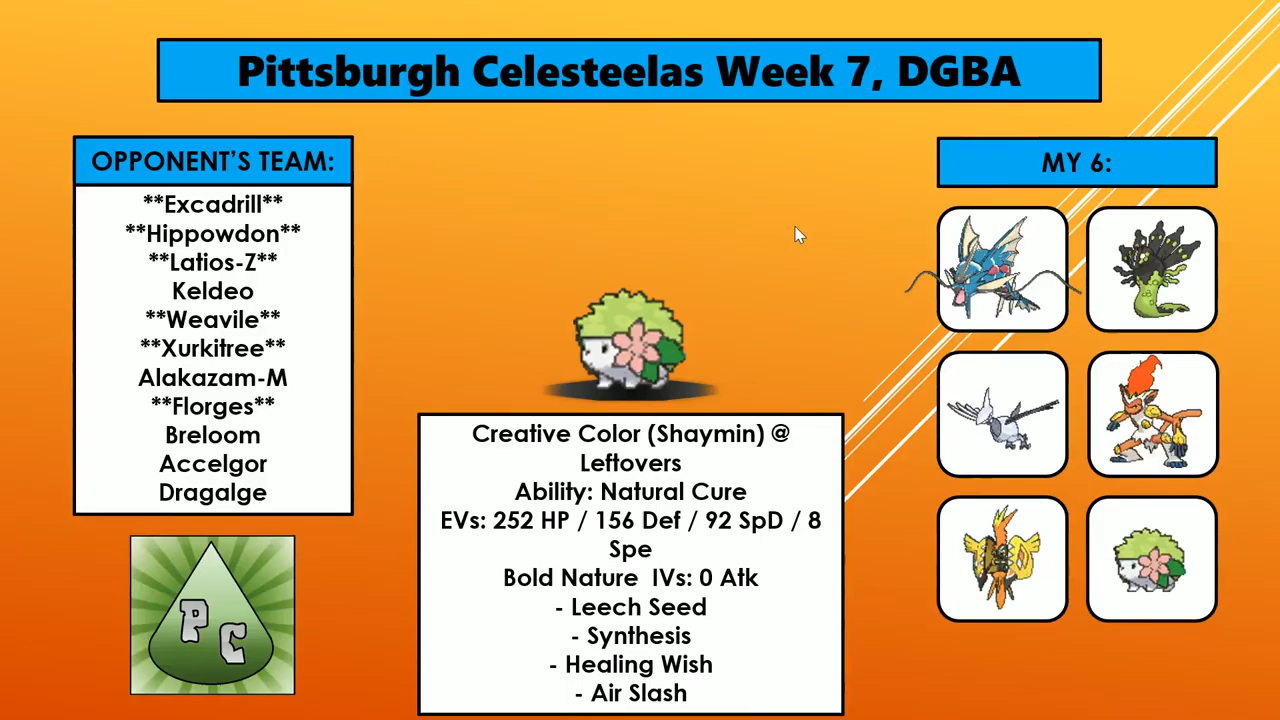 Pittsburgh Celesteelas Week 7, DGBA
OPPONENT'S TEAM:
**Excadrill**
**Hippowdon**
**Latios-Z**
Keldeo
**Weavile**
**Xurkitree**
Alakazam-M
**Florges**
Breloom
Accelgor
Dragalge
PC
Creative Color (Shaymin) @
Leftovers
Ability: Natural Cure
EVs: 252 HP / 156 Def / 92 SpD / 8
Spe
Bold Nature IVs: 0 Atk
- Leech Seed
- Synthesis
- Healing Wish
- Air Slash
MY 6: